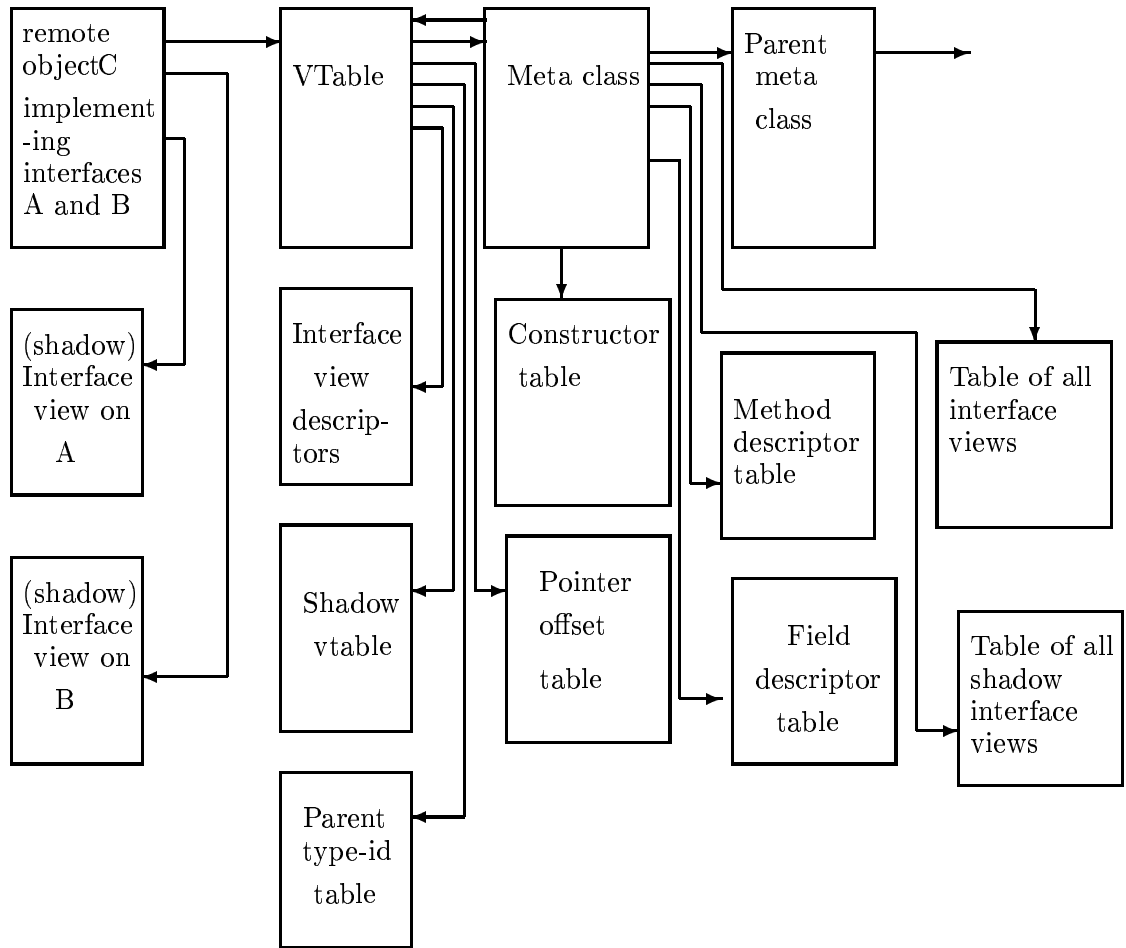 remote
objectC
implement
-ing
interfaces
A and B
VTable
Meta class
Parent
meta
class
(shadow)
Interface
view on
A
Interface
view
descrip-
tors
Constructor
table
Method
descriptor
table
Table of all
interface
views
(shadow)
Interface
view on
B
Shadow
vtable
Pointer
offset
table
Field
descriptor
table
Table of all
shadow
interface
views
Parent
type-id
table